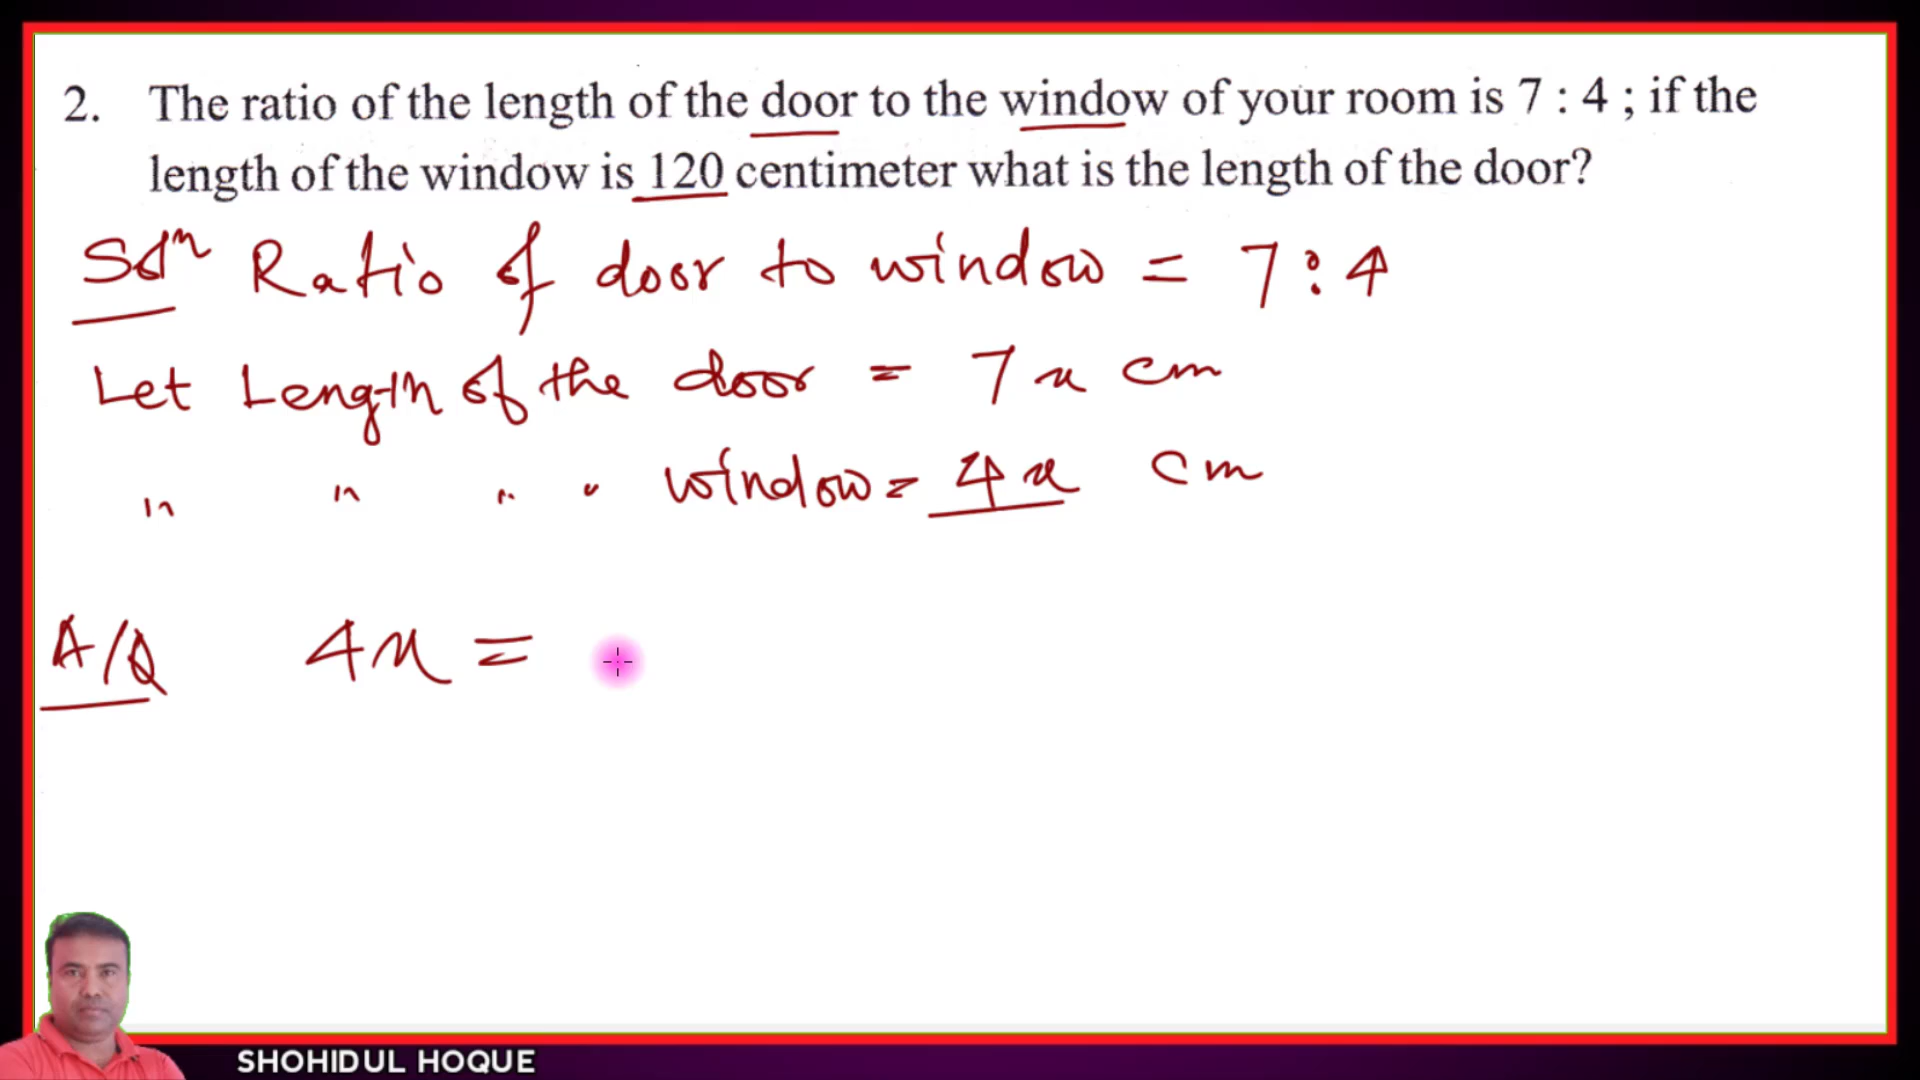 2. The ratio of the length of the door to the window of your room is 7 : 4 ; if the
length of the window is 120 centimeter what is the length of the door?
Solⁿ Ratio of door to window = 7 : 4
Let Length of the door = 7x cm
" " " " window = 4x cm
A/Q 4x =
SHOHIDUL HOQUE